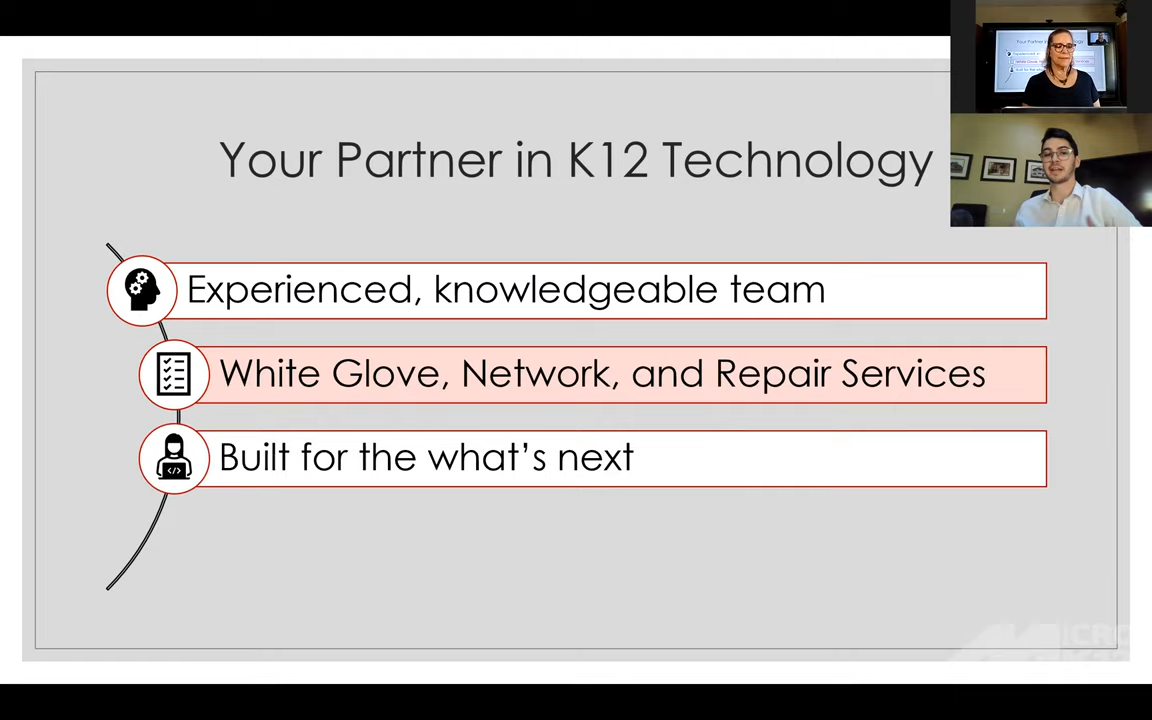 Your Partner in K12 Technology
Experienced, knowledgeable team
White Glove, Network, and Repair Services
Built for the what’s next